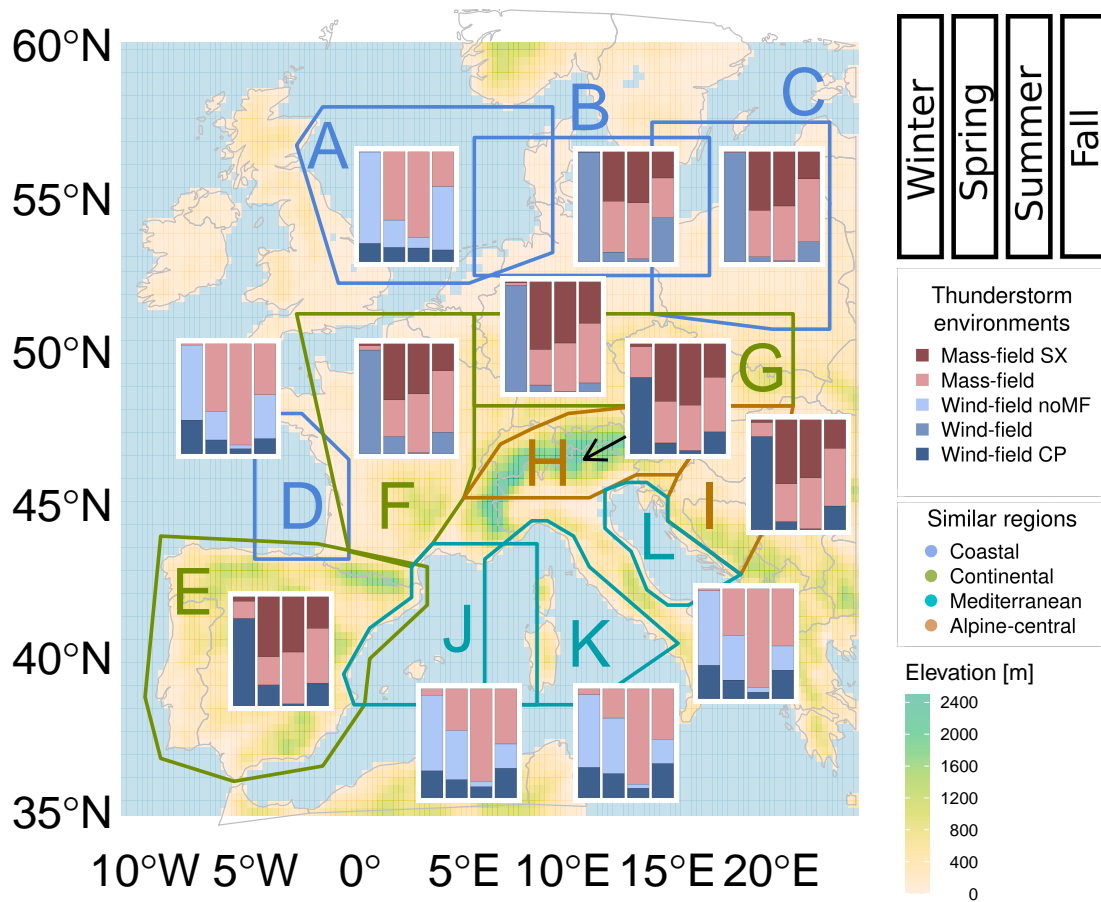 60°N
55°N
50°N
45°N
40°N
35°N
10°W 5°W 0° 5°E 10°E 15°E 20°E
A
B
C
D
E
F
G
H
I
J
K
L
Winter
Spring
Summer
Fall
Thunderstorm
environments
Mass-field SX
Mass-field
Wind-field noMF
Wind-field
Wind-field CP
Similar regions
Coastal
Continental
Mediterranean
Alpine-central
Elevation [m]
2400
2000
1600
1200
800
400
0